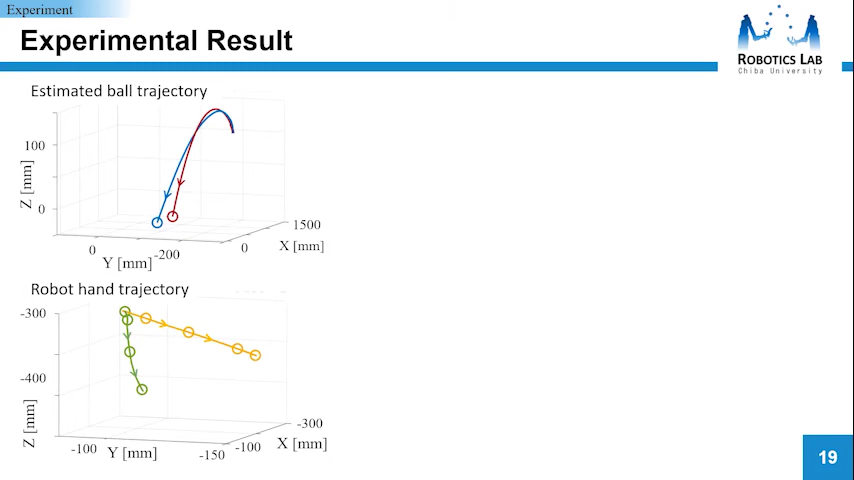 Experiment
Experimental Result
ROBOTICS LAB
Chiba University
Estimated ball trajectory
Z [mm]
100
0
0
-200
Y [mm]
0
1500
X [mm]
Robot hand trajectory
Z [mm]
-300
-400
-100
Y [mm]
-150
-100
-300
X [mm]
19